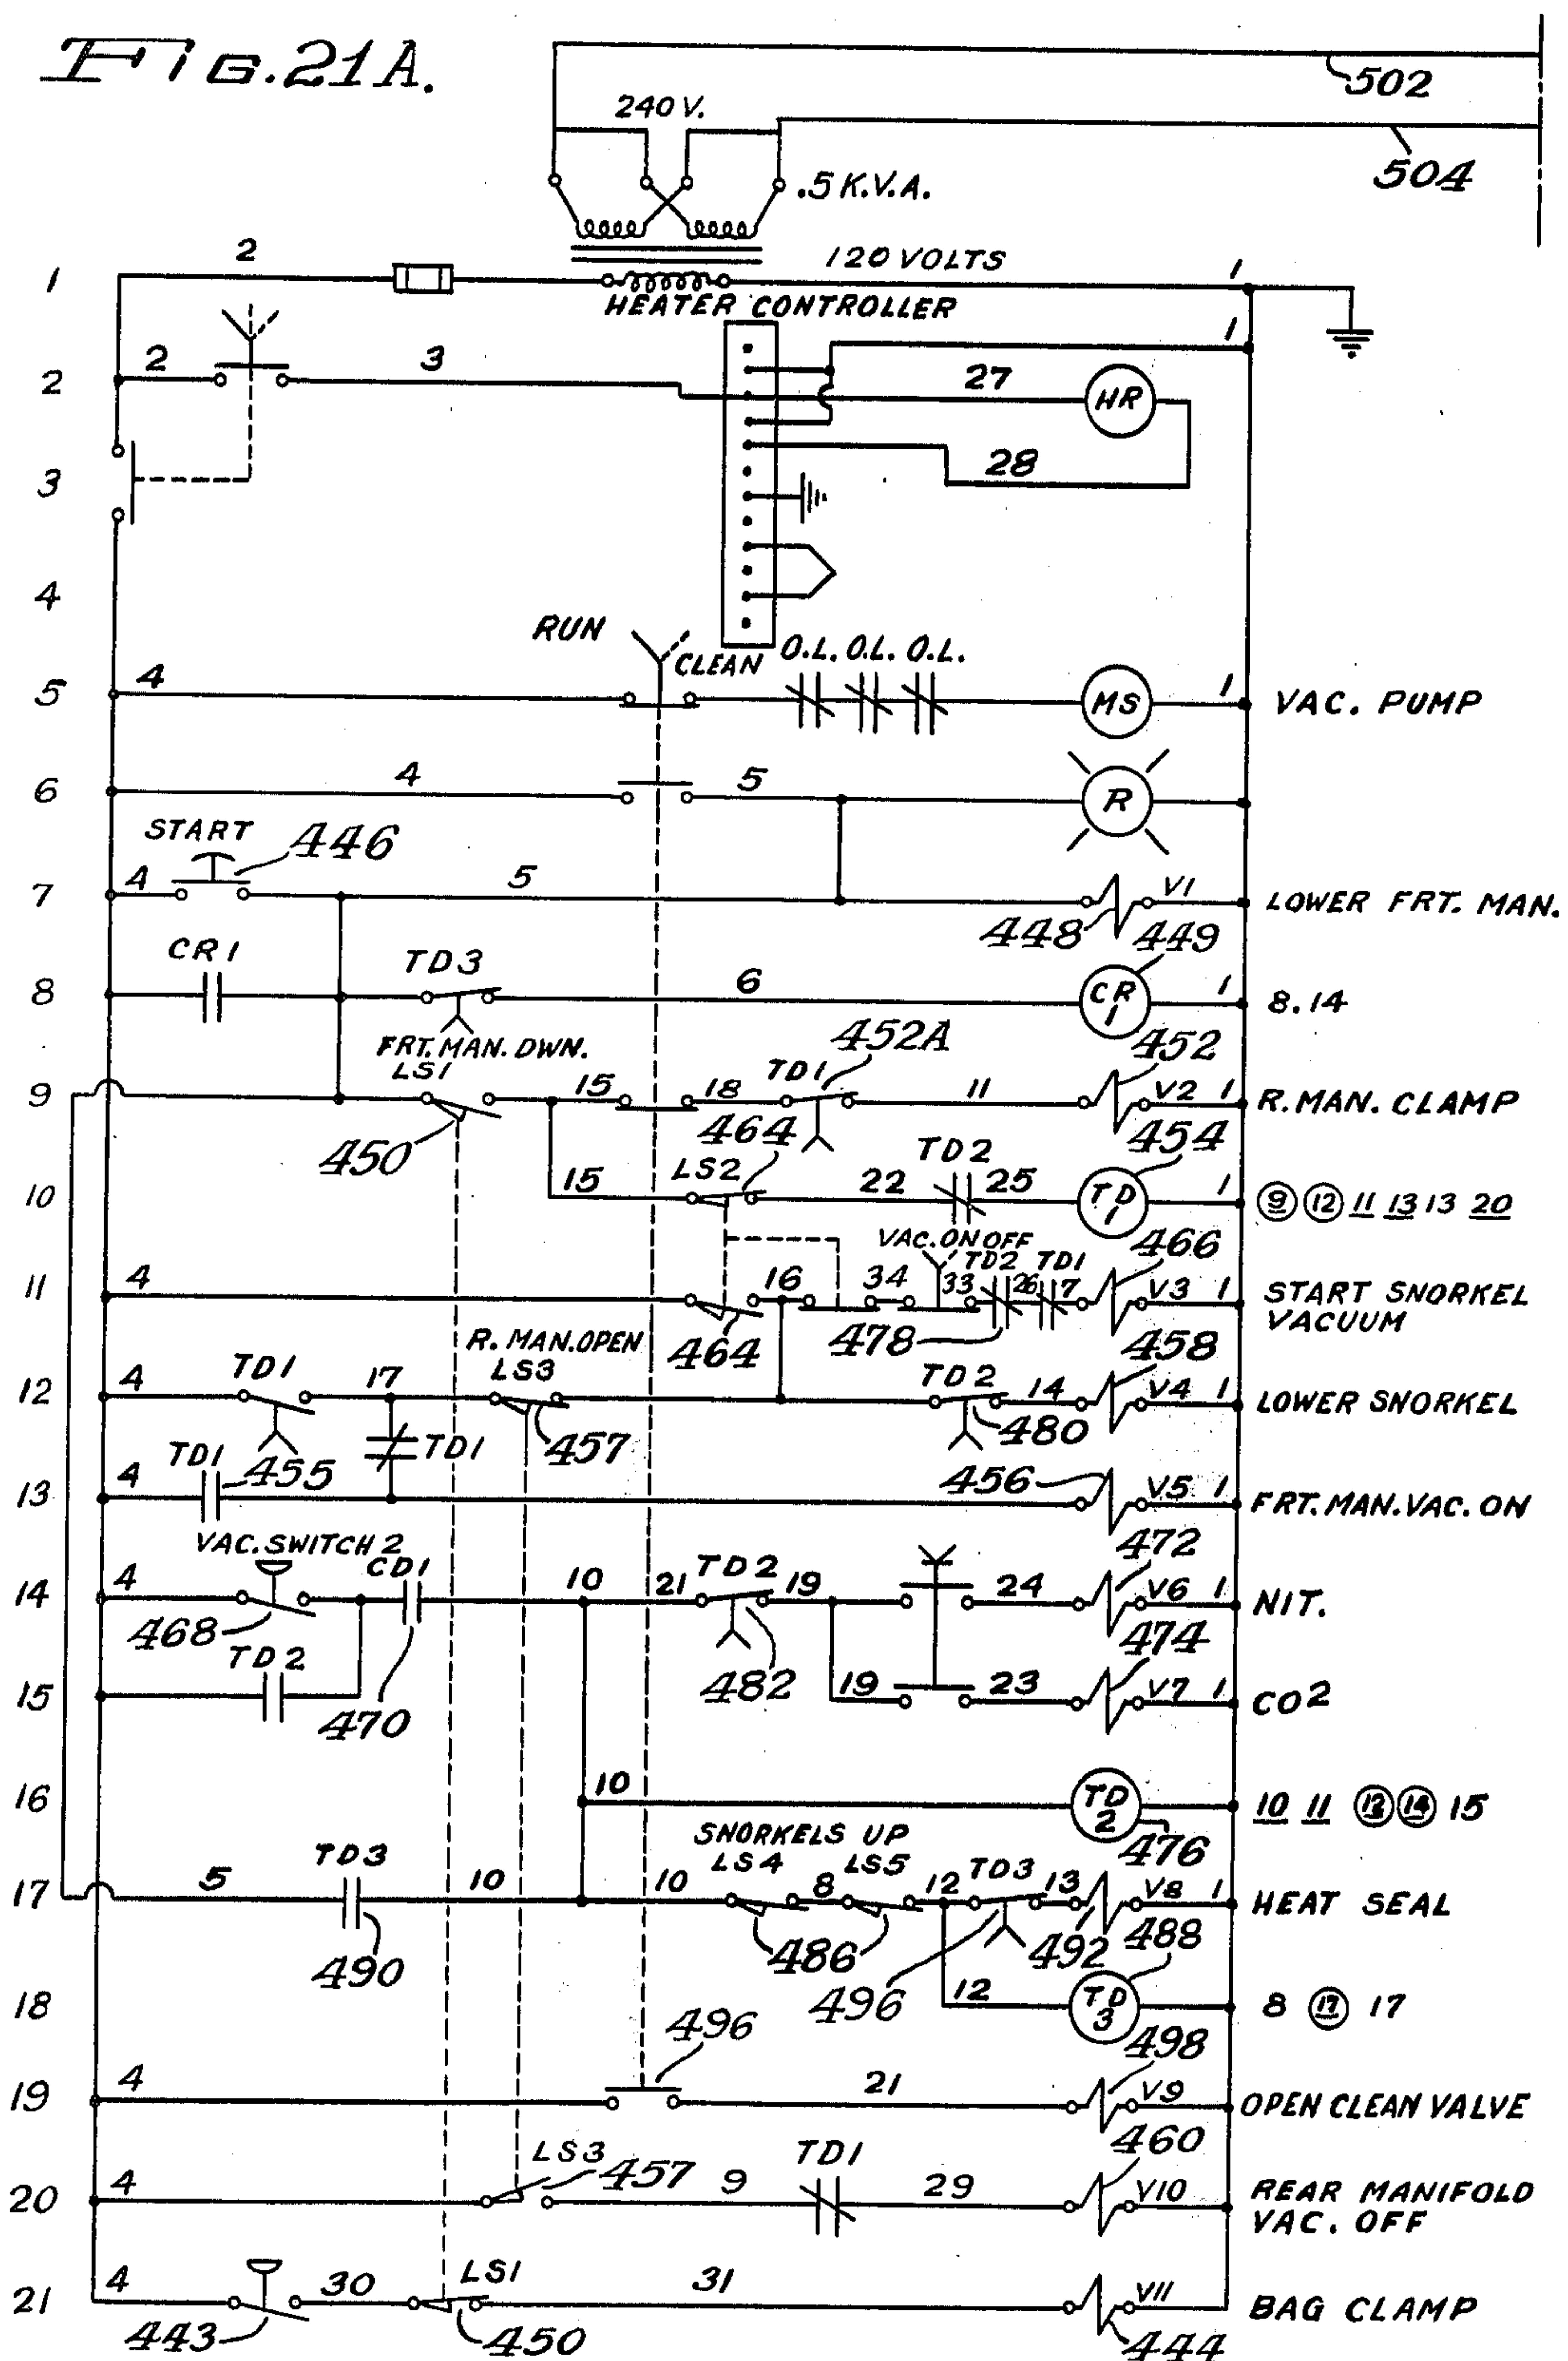 FIG. 21A.
502
240 V.
504
.5 K.V.A.
1 2 120 VOLTS 1
HEATER CONTROLLER
1
2 2 3 27 HR
3 28
4
RUN
CLEAN O.L. O.L. O.L.
5 4 MS 1 VAC. PUMP
6 4 5 R
START 446
7 4 5 V1 LOWER FRT. MAN.
448 449
CR1 TD3
8 6 CR 1 1 8.14
FRT. MAN. DWN. 452A 452
LS1 TD1
9 15 18 11 V2 1 R. MAN. CLAMP
450 464 454
LS2 TD2
10 15 22 25 TD 1 1 9 12 11 13 13 20
VAC. ON OFF 466
TD2 TD1
11 4 16 34 33 26 7 V3 1 START SNORKEL
VACUUM
464 478
R. MAN. OPEN 458
TD1 LS3 TD2
12 4 17 14 V4 1 LOWER SNORKEL
457 480
TD1 455 TD1
13 4 456 V5 1 FRT. MAN. VAC. ON
VAC. SWITCH 2 472
CD1 TD2
14 4 10 21 19 24 V6 1 NIT.
468 474
TD2 482
15 19 23 V7 1 CO2
470
16 10 TD 2 10 11 12 14 15
476
SNORKELS UP
TD3 LS4 LS5 TD3
17 5 10 10 8 12 13 V8 1 HEAT SEAL
490 486 492 488
496
18 12 TD 3 8 17 17
496 498
19 4 21 V9 OPEN CLEAN VALVE
460
LS3 457 TD1
20 4 9 29 V10 REAR MANIFOLD
VAC. OFF
LS1
21 4 30 31 V11 BAG CLAMP
443 450 444